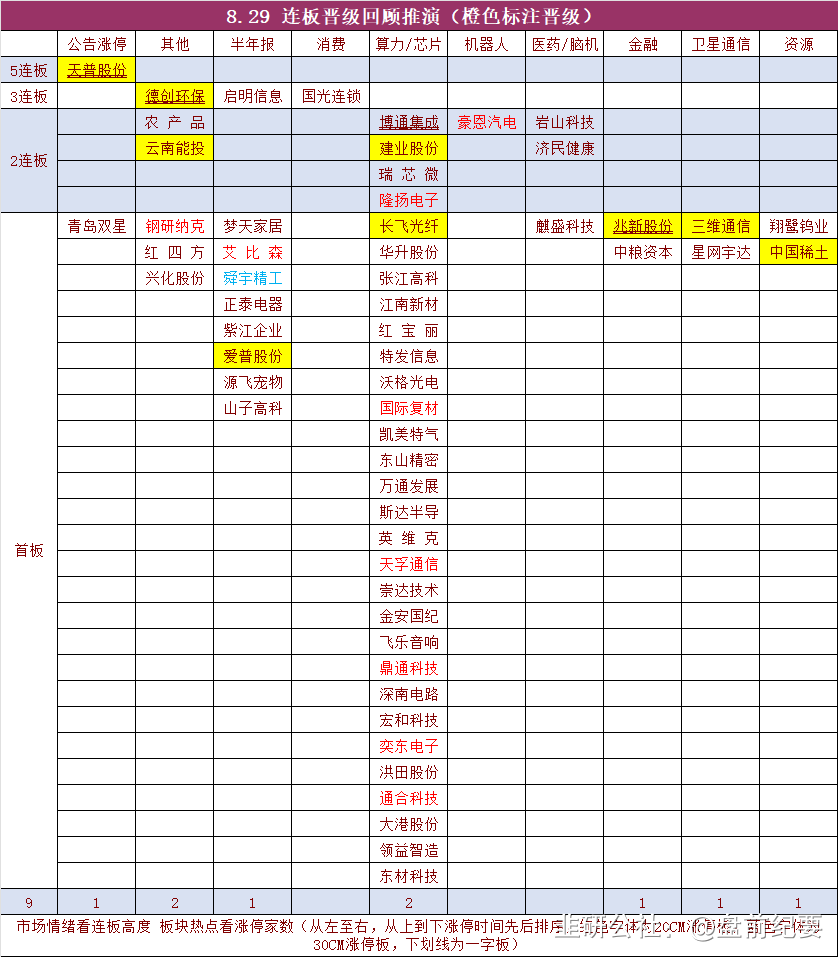 8.29 连板晋级回顾推演（橙色标注晋级）
公告涨停 其他 半年报 消费 算力/芯片 机器人 医药/脑机 金融 卫星通信 资源
5连板 天普股份
3连板 德创环保 启明信息 国光连锁
农产品 博通集成 豪恩汽电 岩山科技
2连板 云南能投 建业股份 济民健康
瑞芯微
隆扬电子
青岛双星 钢研纳克 梦天家居 长飞光纤 麒盛科技 兆新股份 三维通信 翔鹭钨业
红四方 艾比森 华升股份 中粮资本 星网宇达 中国稀土
兴化股份 舜宇精工 张江高科
正泰电器 江南新材
紫江企业 红宝丽
爱普股份 特发信息
源飞宠物 沃格光电
山子高科 国际复材
凯美特气
东山精密
万通发展
斯达半导
首板 英维克
天孚通信
崇达技术
金安国纪
飞乐音响
鼎通科技
深南电路
宏和科技
奕东电子
洪田股份
通合科技
大港股份
领益智造
东材科技
9 1 2 1 2 1 1 1
市场情绪看连板高度 板块热点看涨停家数（从左至右，从上到下涨停时间先后排序
30CM涨停板，下划线为一字板）
韭研公社：@盘前纪要